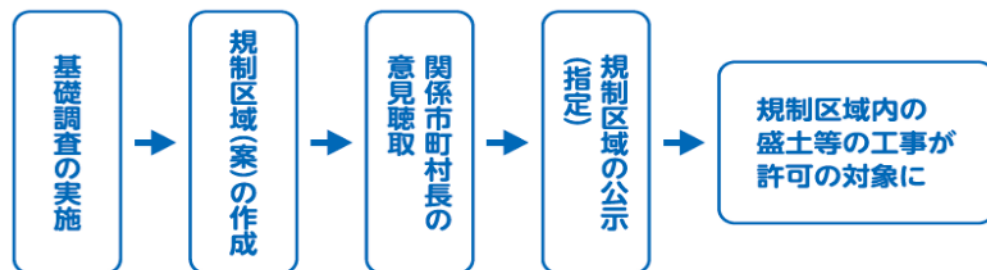 基礎調査の実施
規制区域(案)の作成
関係市町村長の
意見聴取
規制区域の公示
(指定)
規制区域内の
盛土等の工事が
許可の対象に